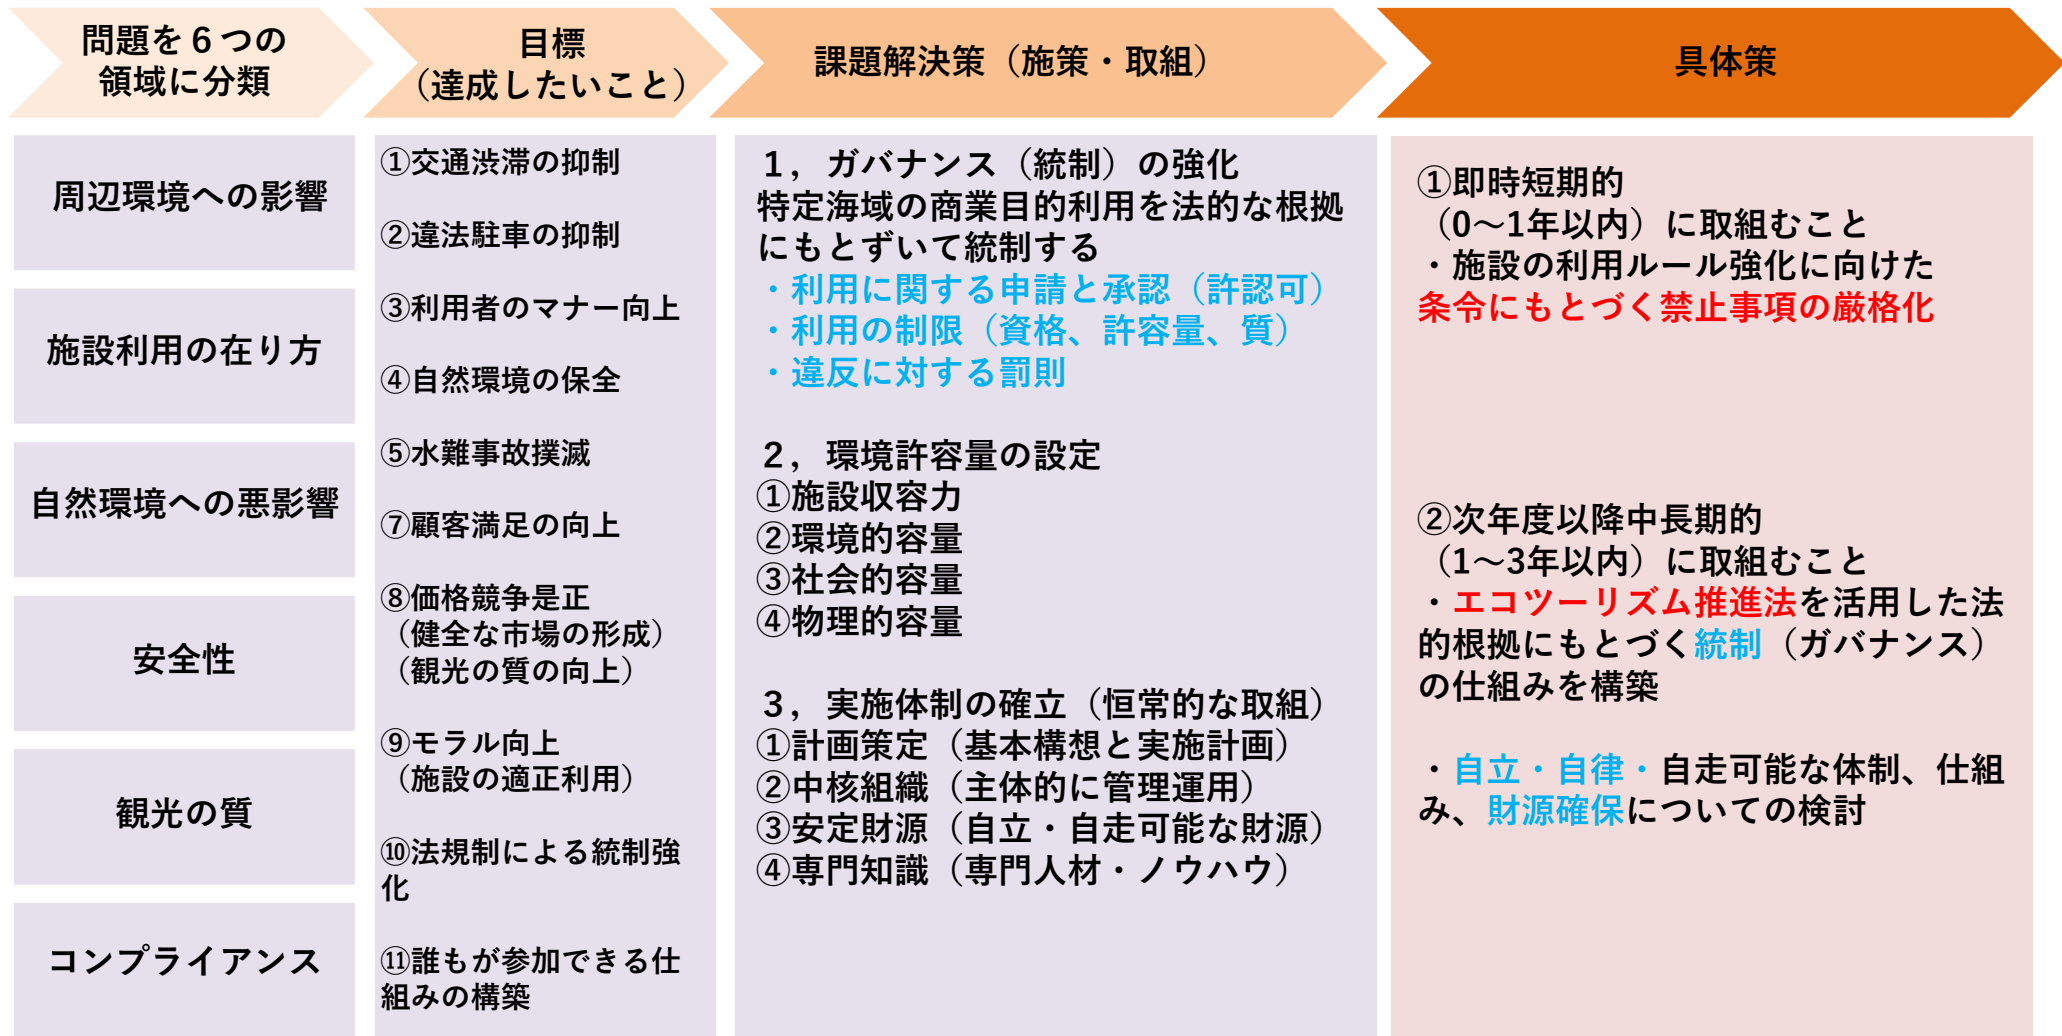 問題を６つの
領域に分類
目標
（達成したいこと）
課題解決策（施策・取組）
具体策
周辺環境への影響
施設利用の在り方
自然環境への悪影響
安全性
観光の質
コンプライアンス
①交通渋滞の抑制
②違法駐車の抑制
③利用者のマナー向上
④自然環境の保全
⑤水難事故撲滅
⑦顧客満足の向上
⑧価格競争是正
（健全な市場の形成）
（観光の質の向上）
⑨モラル向上
（施設の適正利用）
⑩法規制による統制強
化
⑪誰もが参加できる仕
組みの構築
１，ガバナンス（統制）の強化
特定海域の商業目的利用を法的な根拠
にもとずいて統制する
・利用に関する申請と承認（許認可）
・利用の制限（資格、許容量、質）
・違反に対する罰則
２，環境許容量の設定
①施設収容力
②環境的容量
③社会的容量
④物理的容量
３，実施体制の確立（恒常的な取組）
①計画策定（基本構想と実施計画）
②中核組織（主体的に管理運用）
③安定財源（自立・自走可能な財源）
④専門知識（専門人材・ノウハウ）
①即時短期的
（0～1年以内）に取組むこと
・施設の利用ルール強化に向けた
条令にもとづく禁止事項の厳格化
②次年度以降中長期的
（1～3年以内）に取組むこと
・エコツーリズム推進法を活用した法
的根拠にもとづく統制（ガバナンス）
の仕組みを構築
・自立・自律・自走可能な体制、仕組
み、財源確保についての検討